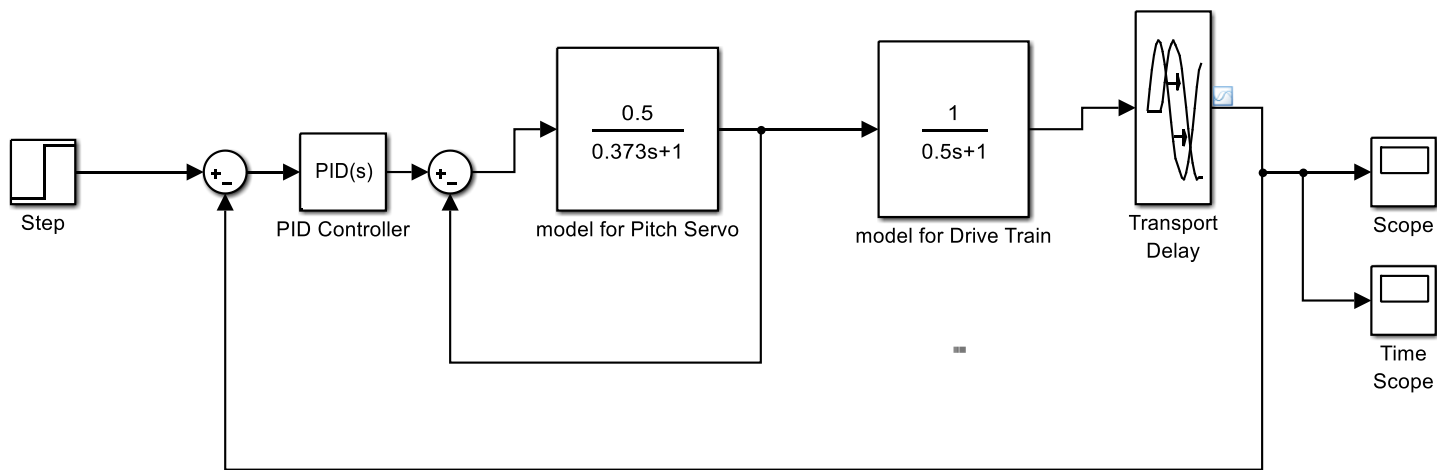 Step
+
−
PID(s)
PID Controller
+
−
0.5
0.373s+1
model for Pitch Servo
1
0.5s+1
model for Drive Train
Transport
Delay
Scope
Time
Scope